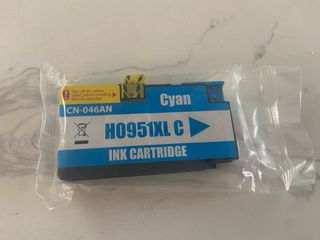 Cyan
CN-046AN
HO951XL C
INK CARTRIDGE